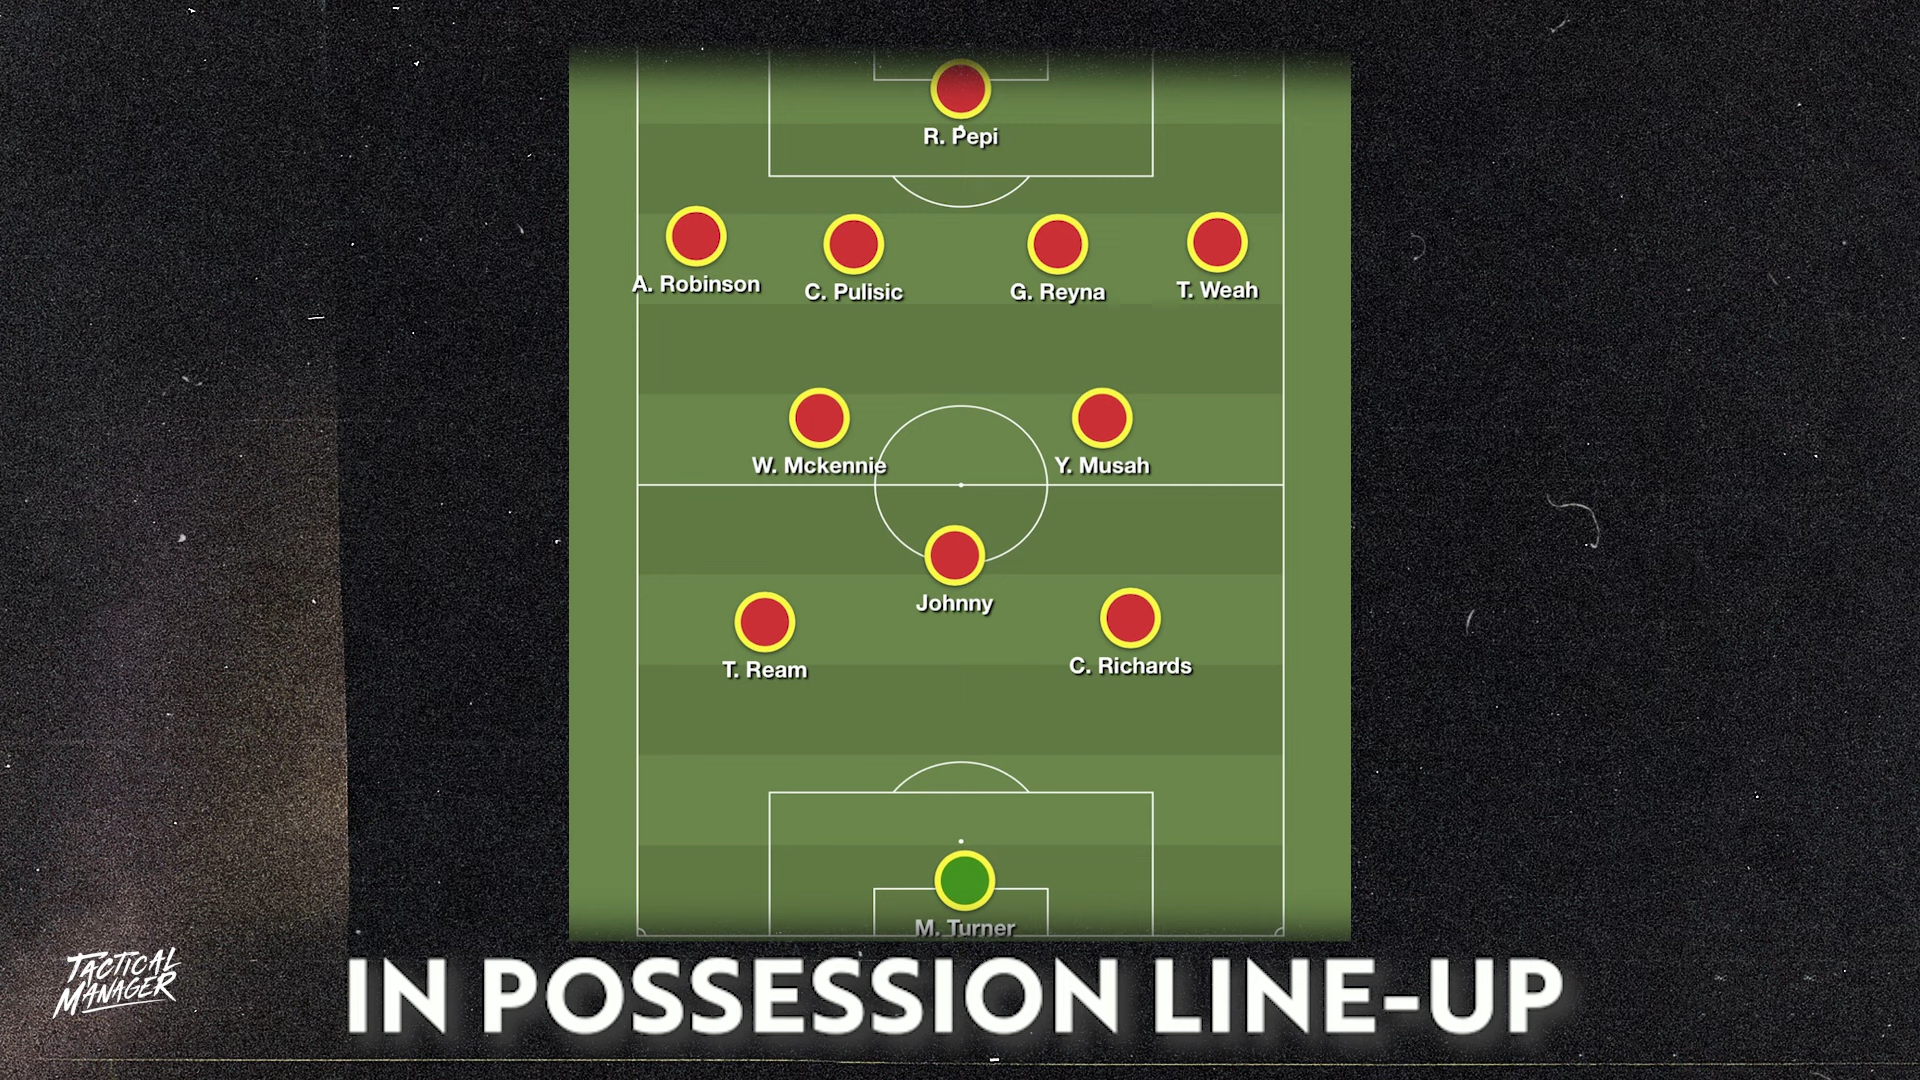 R. Pepi
A. Robinson
C. Pulisic
G. Reyna
T. Weah
W. Mckennie
Y. Musah
Johnny
T. Ream
C. Richards
M. Turner
TACTICAL
MANAGER
IN POSSESSION LINE-UP